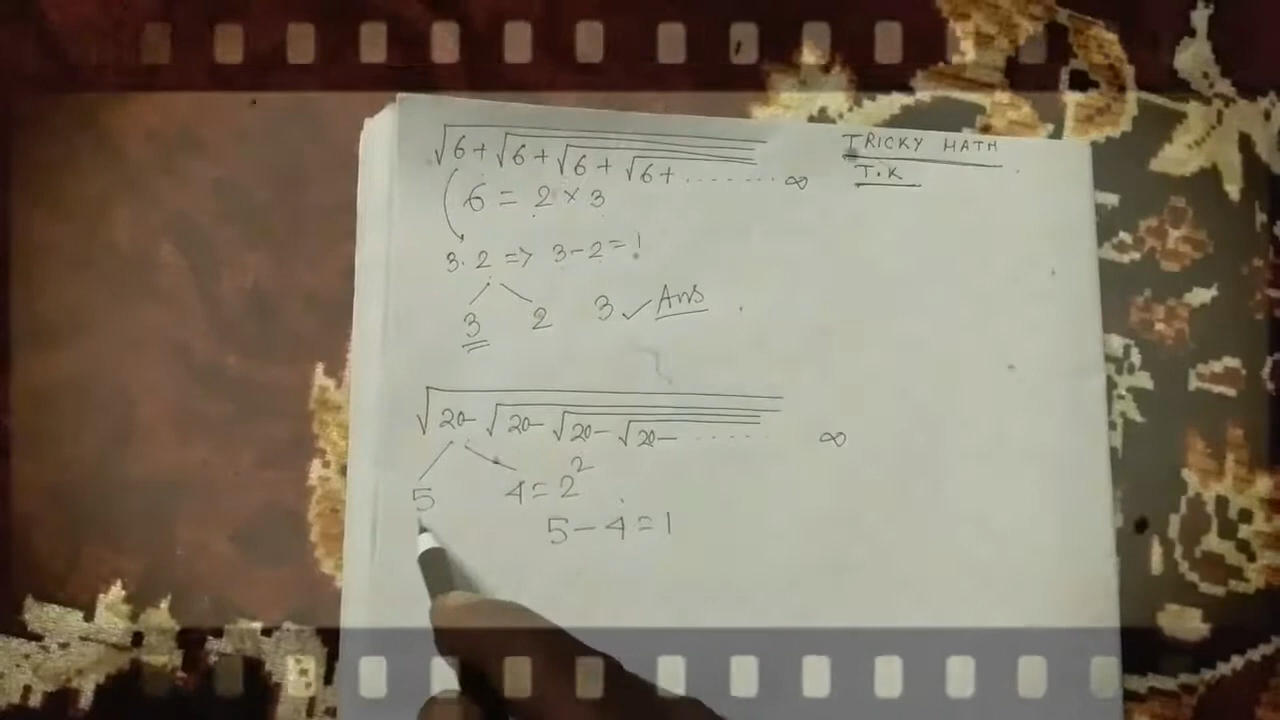 √6+√6+√6+√6+........∞
TRICKY MATH
T.K
6 = 2 × 3
3.2 => 3-2=1
3 2 3 ✓ Ans
√20-√20-√20-√20-...... ∞
5 4=2²
5-4=1